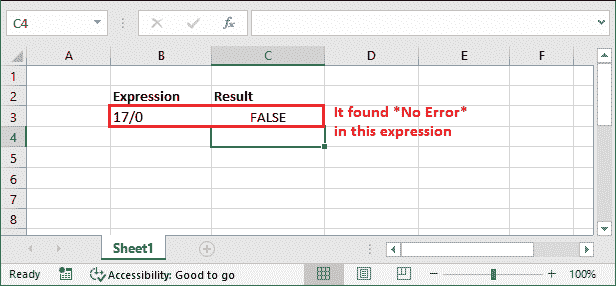 C4
fx
A B C D E F
1
2 Expression Result
3 17/0 FALSE It found *No Error*
in this expression
4
5
6
7
8
Sheet1
Ready Accessibility: Good to go 100%